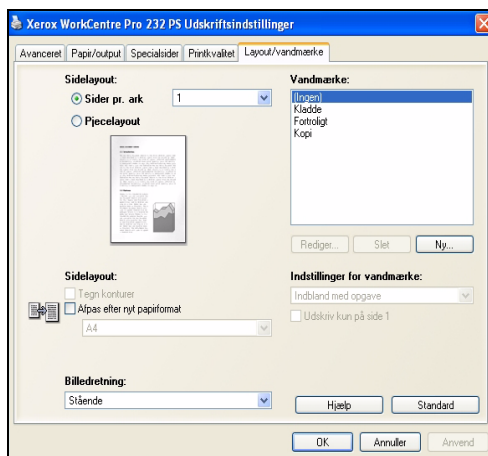 Xerox WorkCentre Pro 232 PS Udskriftsindstillinger
Avanceret Papir/output Specialsider Printkvalitet Layout/vandmærke
Sidelayout:
Sider pr. ark 1
Pjecelayout
Vandmærke:
(Ingen)
Kladde
Fortroligt
Kopi
Rediger... Slet Ny...
Sidelayout:
Tegn konturer
Afpas efter nyt papirformat
A4
Indstillinger for vandmærke:
Indbland med opgave
Udskriv kun på side 1
Billedretning:
Stående
Hjælp Standard
OK Annuller Anvend